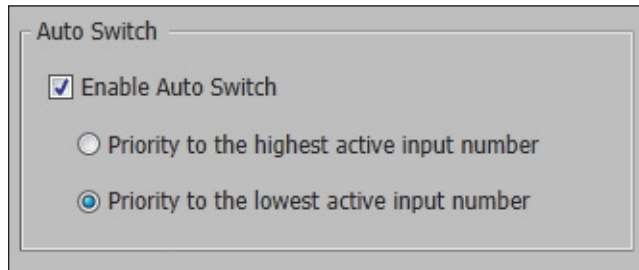 Auto Switch
Enable Auto Switch
Priority to the highest active input number
Priority to the lowest active input number